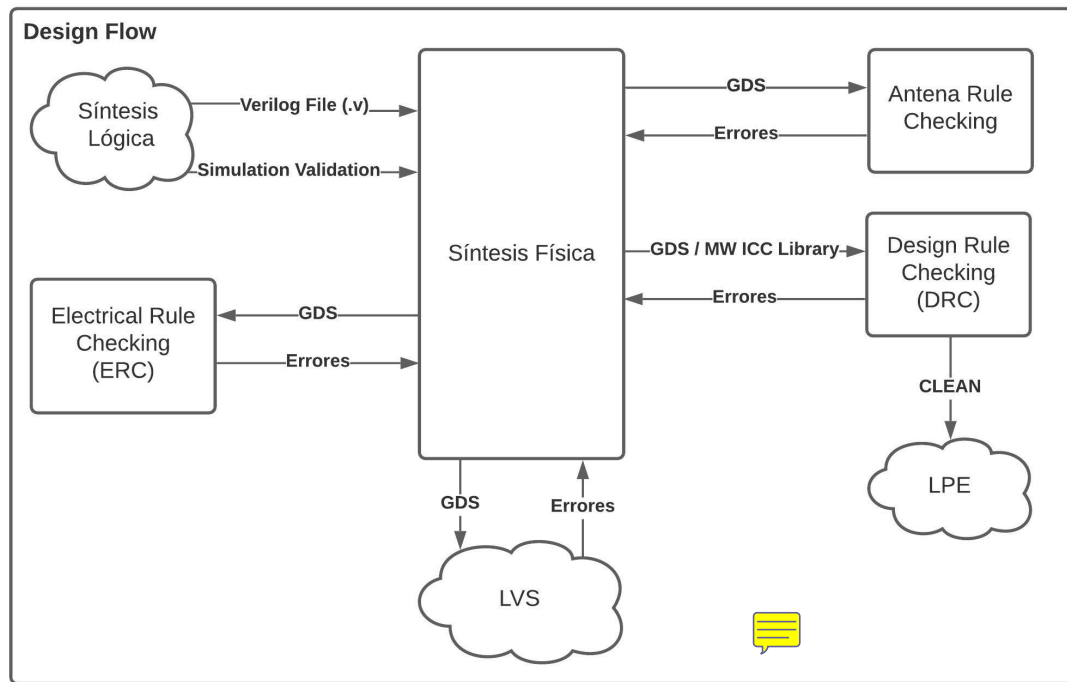 Design Flow
Síntesis
Lógica
Verilog File (.v)
Simulation Validation
Síntesis Física
GDS
Errores
Antena Rule
Checking
GDS / MW ICC Library
Errores
Design Rule
Checking
(DRC)
Electrical Rule
Checking
(ERC)
GDS
Errores
CLEAN
LPE
GDS
Errores
LVS